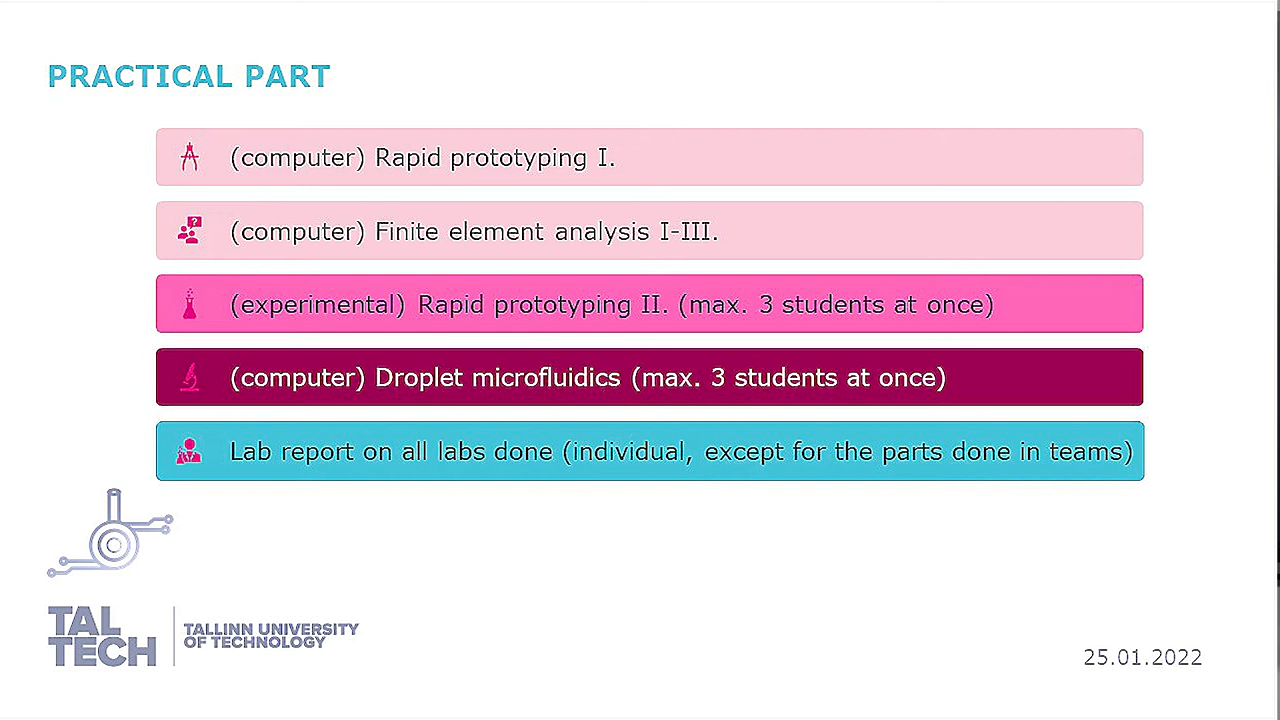 PRACTICAL PART
(computer) Rapid prototyping I.
?
(computer) Finite element analysis I-III.
(experimental) Rapid prototyping II. (max. 3 students at once)
(computer) Droplet microfluidics (max. 3 students at once)
Lab report on all labs done (individual, except for the parts done in teams)
TAL
TECH
TALLINN UNIVERSITY
OF TECHNOLOGY
25.01.2022